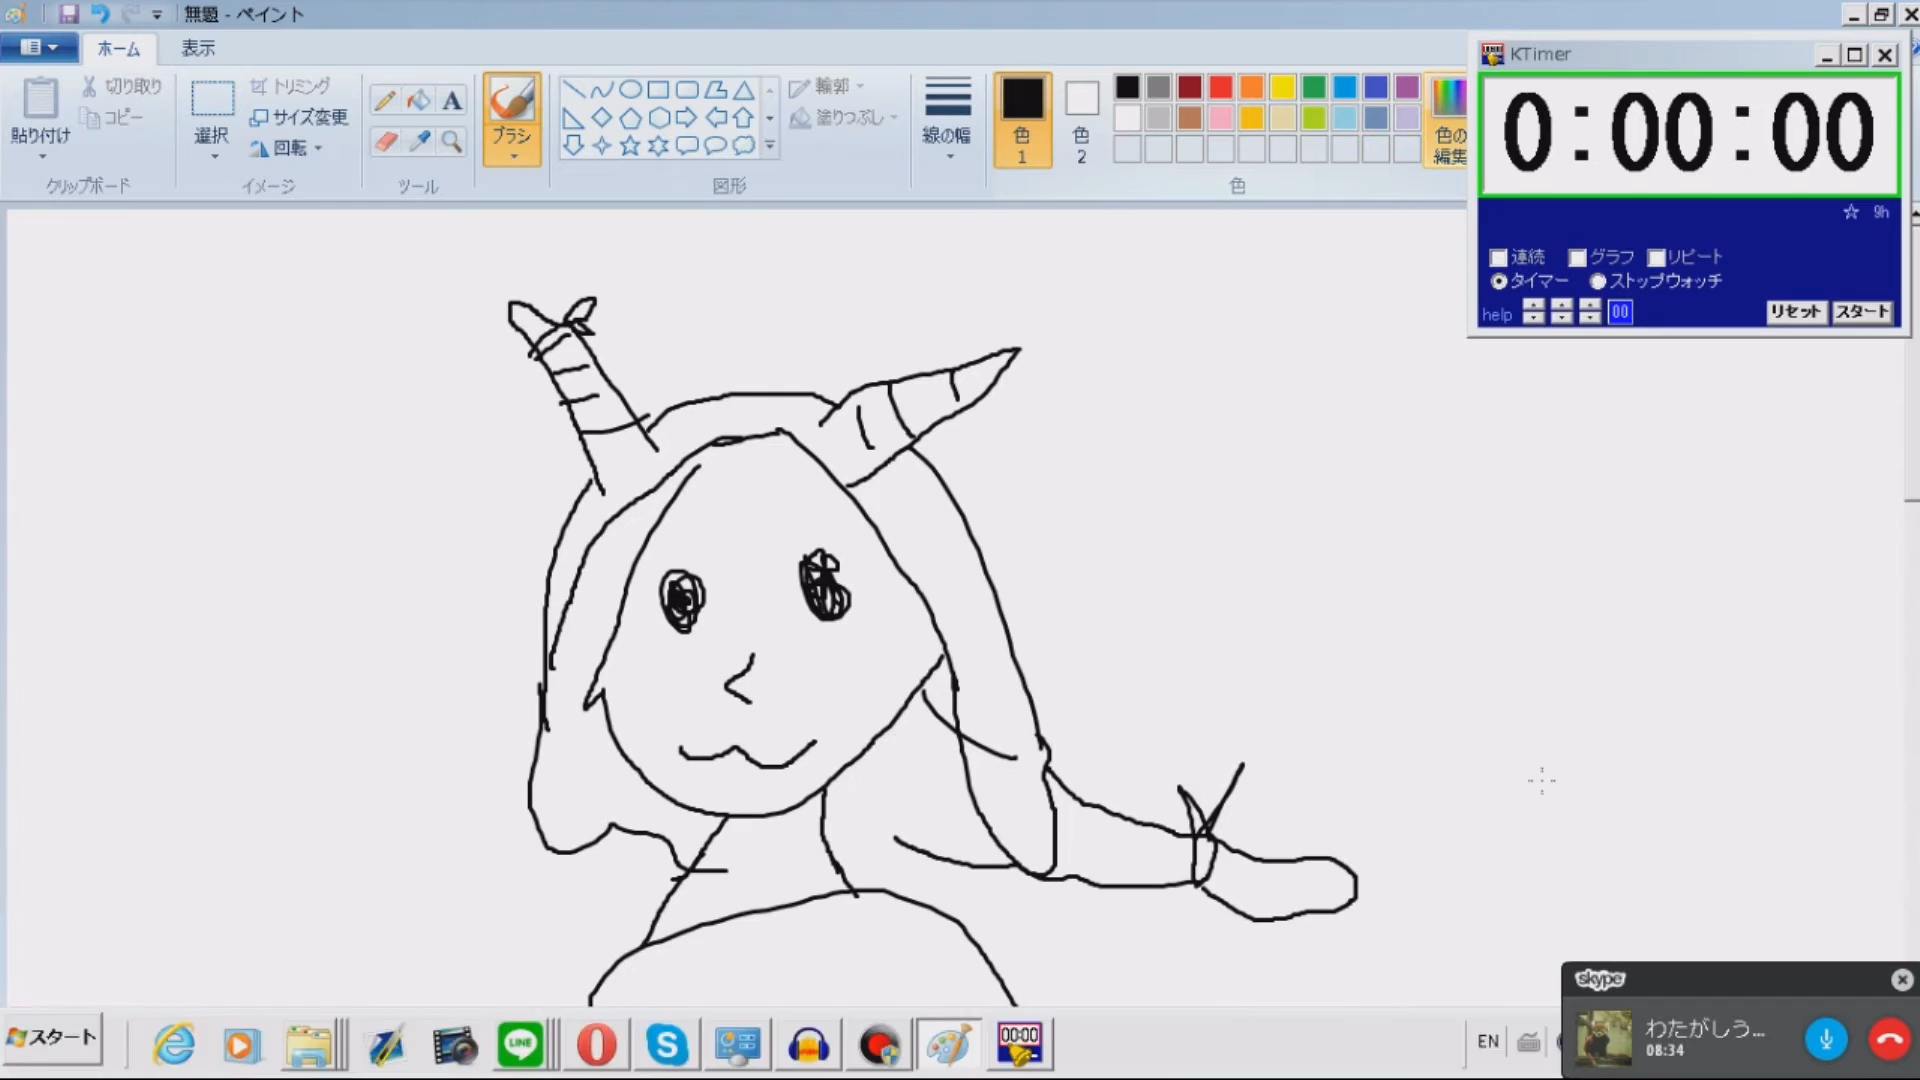 無題 - ペイント
ホーム 表示
貼り付け
切り取り
コピー
クリップボード
選択
トリミング
サイズ変更
回転
イメージ
A
ツール
ブラシ
輪郭
塗りつぶし
図形
線の幅
色
1
色
2
色の
編集
色
KTimer
0:00:00
☆ 9h
連続 グラフ リピート
タイマー ストップウォッチ
help 00 リセット スタート
skype
わたがしう...
08:34
スタート
LINE
00:00
EN